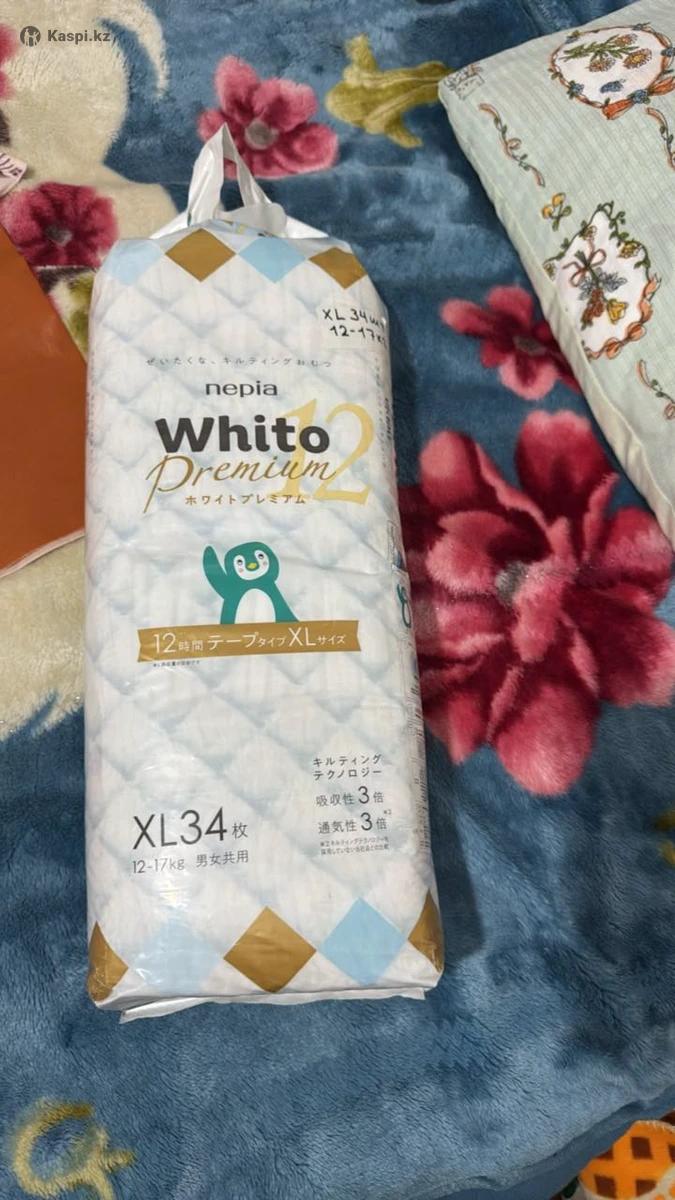 Kaspi.kz
XL 34
12-17
ぜいたくな、キルティングおむつ
nepia
Whito
12
Premium
ホワイトプレミアム
12時間 テープタイプ XLサイズ
キルティング
テクノロジー
吸収性3倍
通気性3倍
XL34枚
12-17kg 男女共用